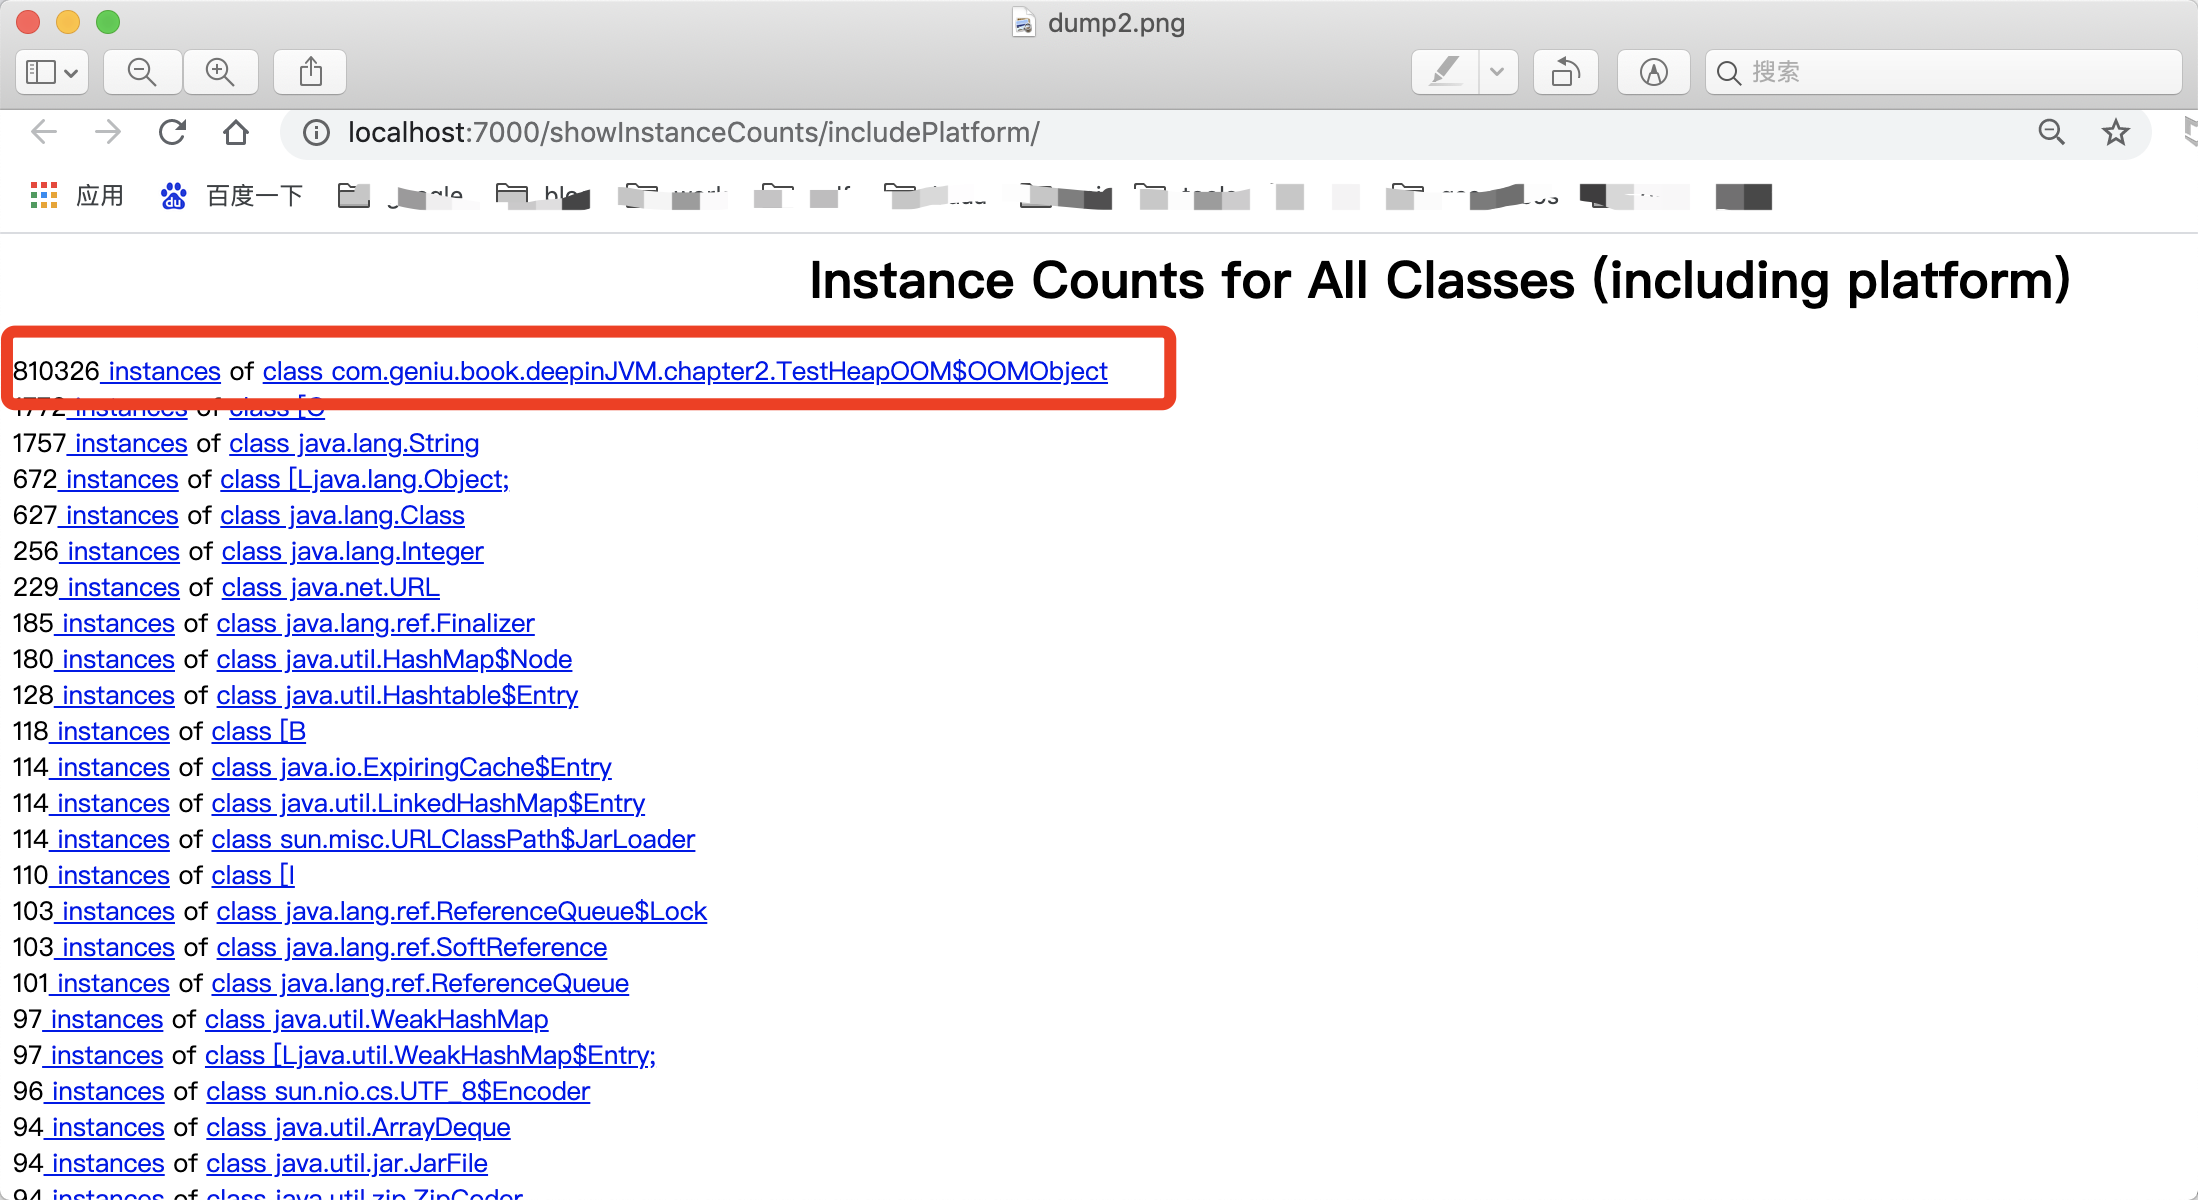 dump2.png
搜索
localhost:7000/showInstanceCounts/includePlatform/
应用 百度一下
Instance Counts for All Classes (including platform)
810326 instances of class com.geniu.book.deepinJVM.chapter2.TestHeapOOM$OOMObject
1772 instances of class [C
1757 instances of class java.lang.String
672 instances of class [Ljava.lang.Object;
627 instances of class java.lang.Class
256 instances of class java.lang.Integer
229 instances of class java.net.URL
185 instances of class java.lang.ref.Finalizer
180 instances of class java.util.HashMap$Node
128 instances of class java.util.Hashtable$Entry
118 instances of class [B
114 instances of class java.io.ExpiringCache$Entry
114 instances of class java.util.LinkedHashMap$Entry
114 instances of class sun.misc.URLClassPath$JarLoader
110 instances of class [I
103 instances of class java.lang.ref.ReferenceQueue$Lock
103 instances of class java.lang.ref.SoftReference
101 instances of class java.lang.ref.ReferenceQueue
97 instances of class java.util.WeakHashMap
97 instances of class [Ljava.util.WeakHashMap$Entry;
96 instances of class sun.nio.cs.UTF_8$Encoder
94 instances of class java.util.ArrayDeque
94 instances of class java.util.jar.JarFile
94 instances of class java.util.zip.ZipCoder